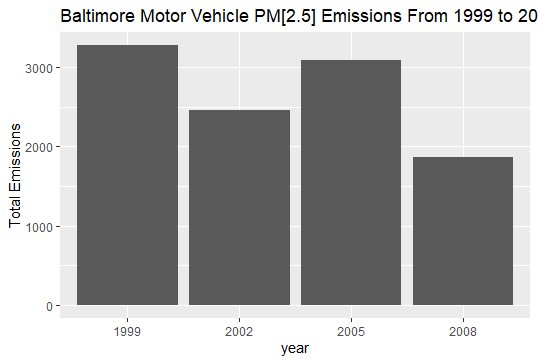 Baltimore Motor Vehicle PM[2.5] Emissions From 1999 to 20
3000
2000
1000
0
Total Emissions
1999 2002 2005 2008
year